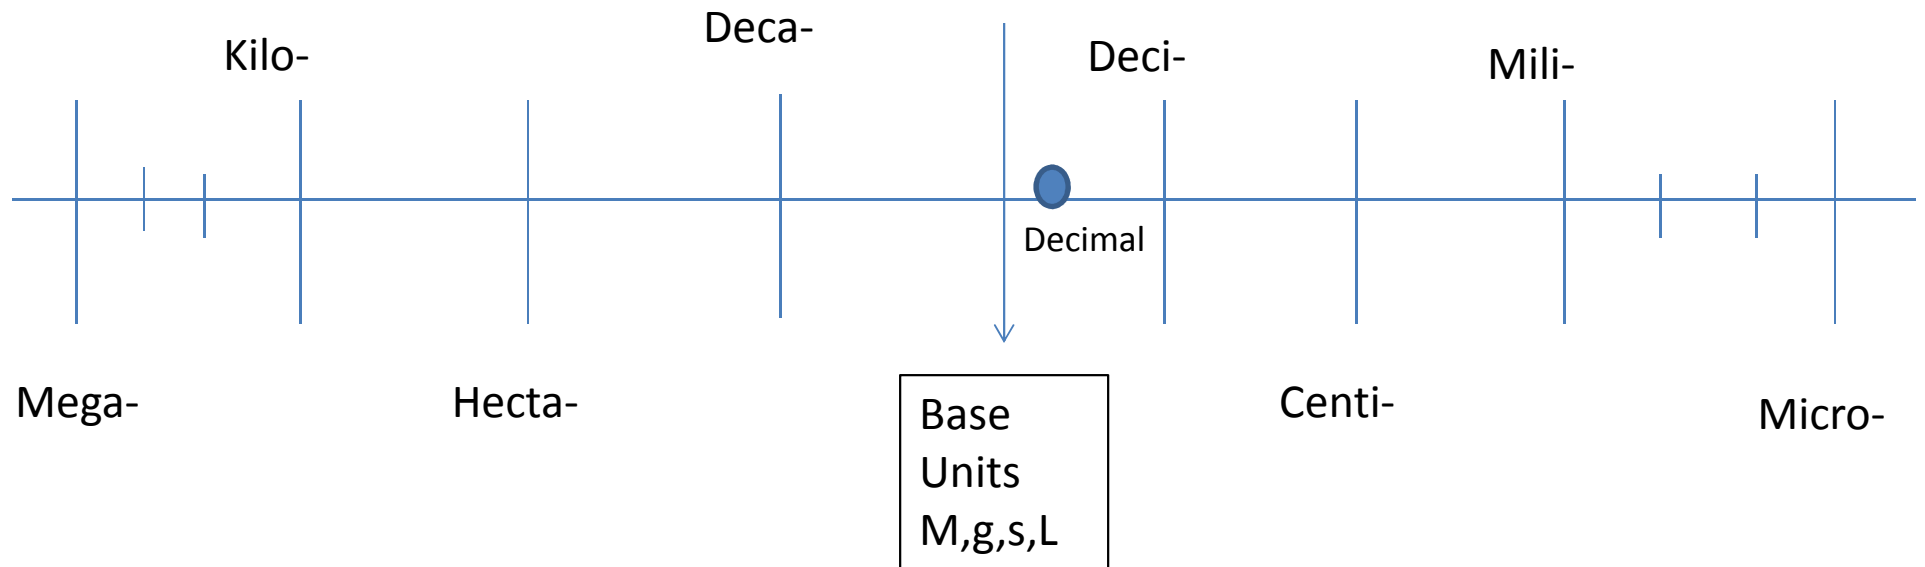 Kilo-
Deca-
Deci-
Mili-
Decimal
Mega-
Hecta-
Base
Units
M,g,s,L
Centi-
Micro-